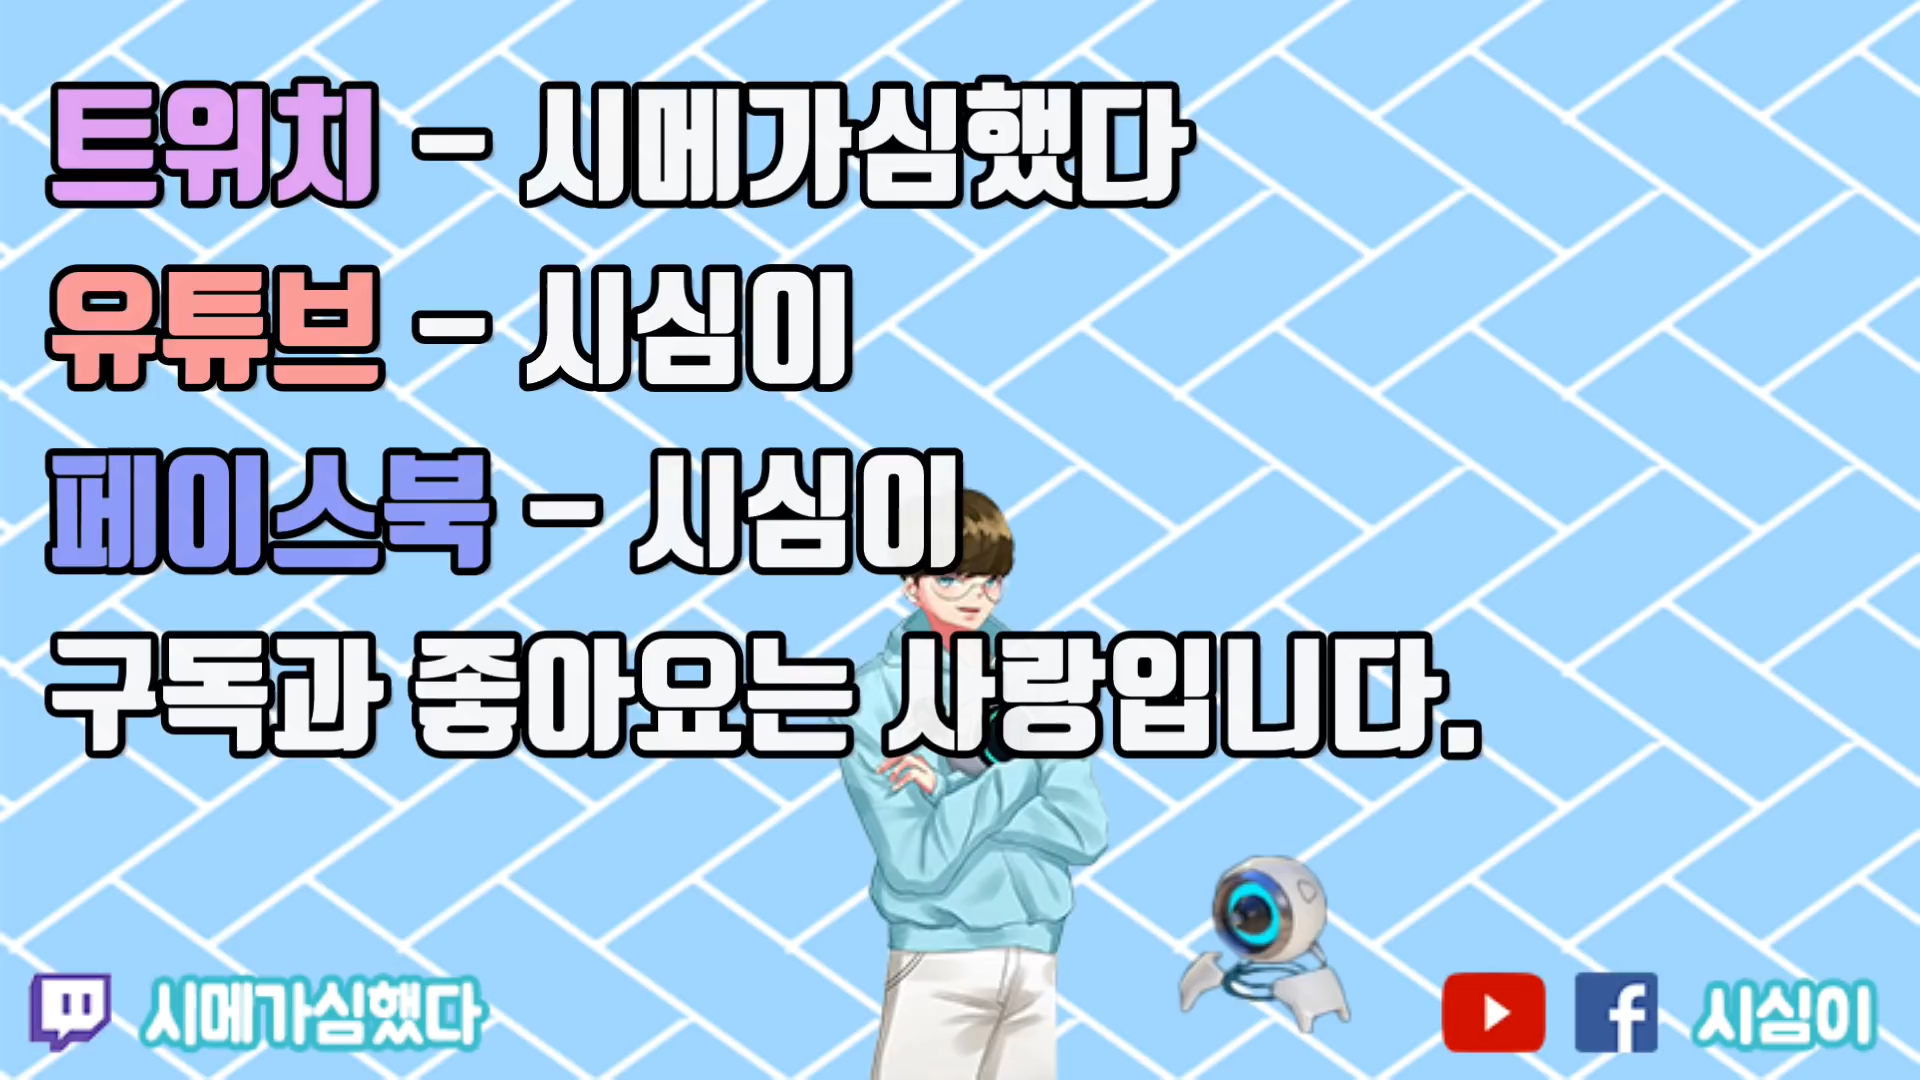 트위치 - 시메가심했다
유튜브 - 시심이
페이스북 - 시심이
구독과 좋아요는 사랑입니다.
시메가심했다
시심이